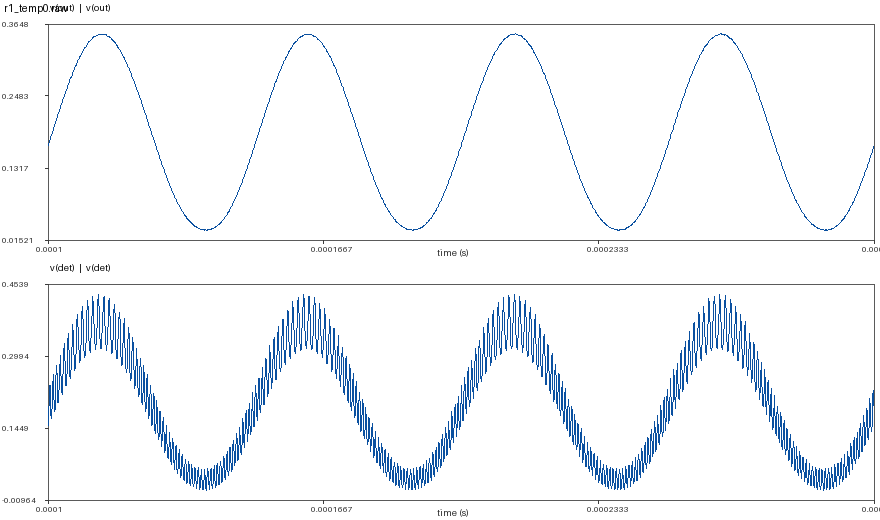 r1_temp0.raw v(out) | v(out)
0.3648
0.2483
0.1317
0.01521
0.0001 0.0001667 0.0002333
time (s)
v(det) | v(det)
0.4539
0.2994
0.1449
-0.00964
0.0001 0.0001667 0.0002333
time (s)